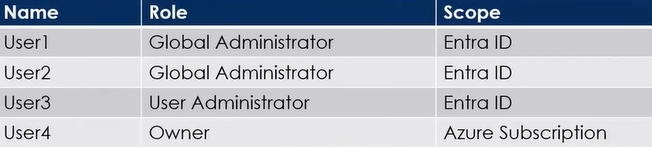 Name Role Scope
User1 Global Administrator Entra ID
User2 Global Administrator Entra ID
User3 User Administrator Entra ID
User4 Owner Azure Subscription